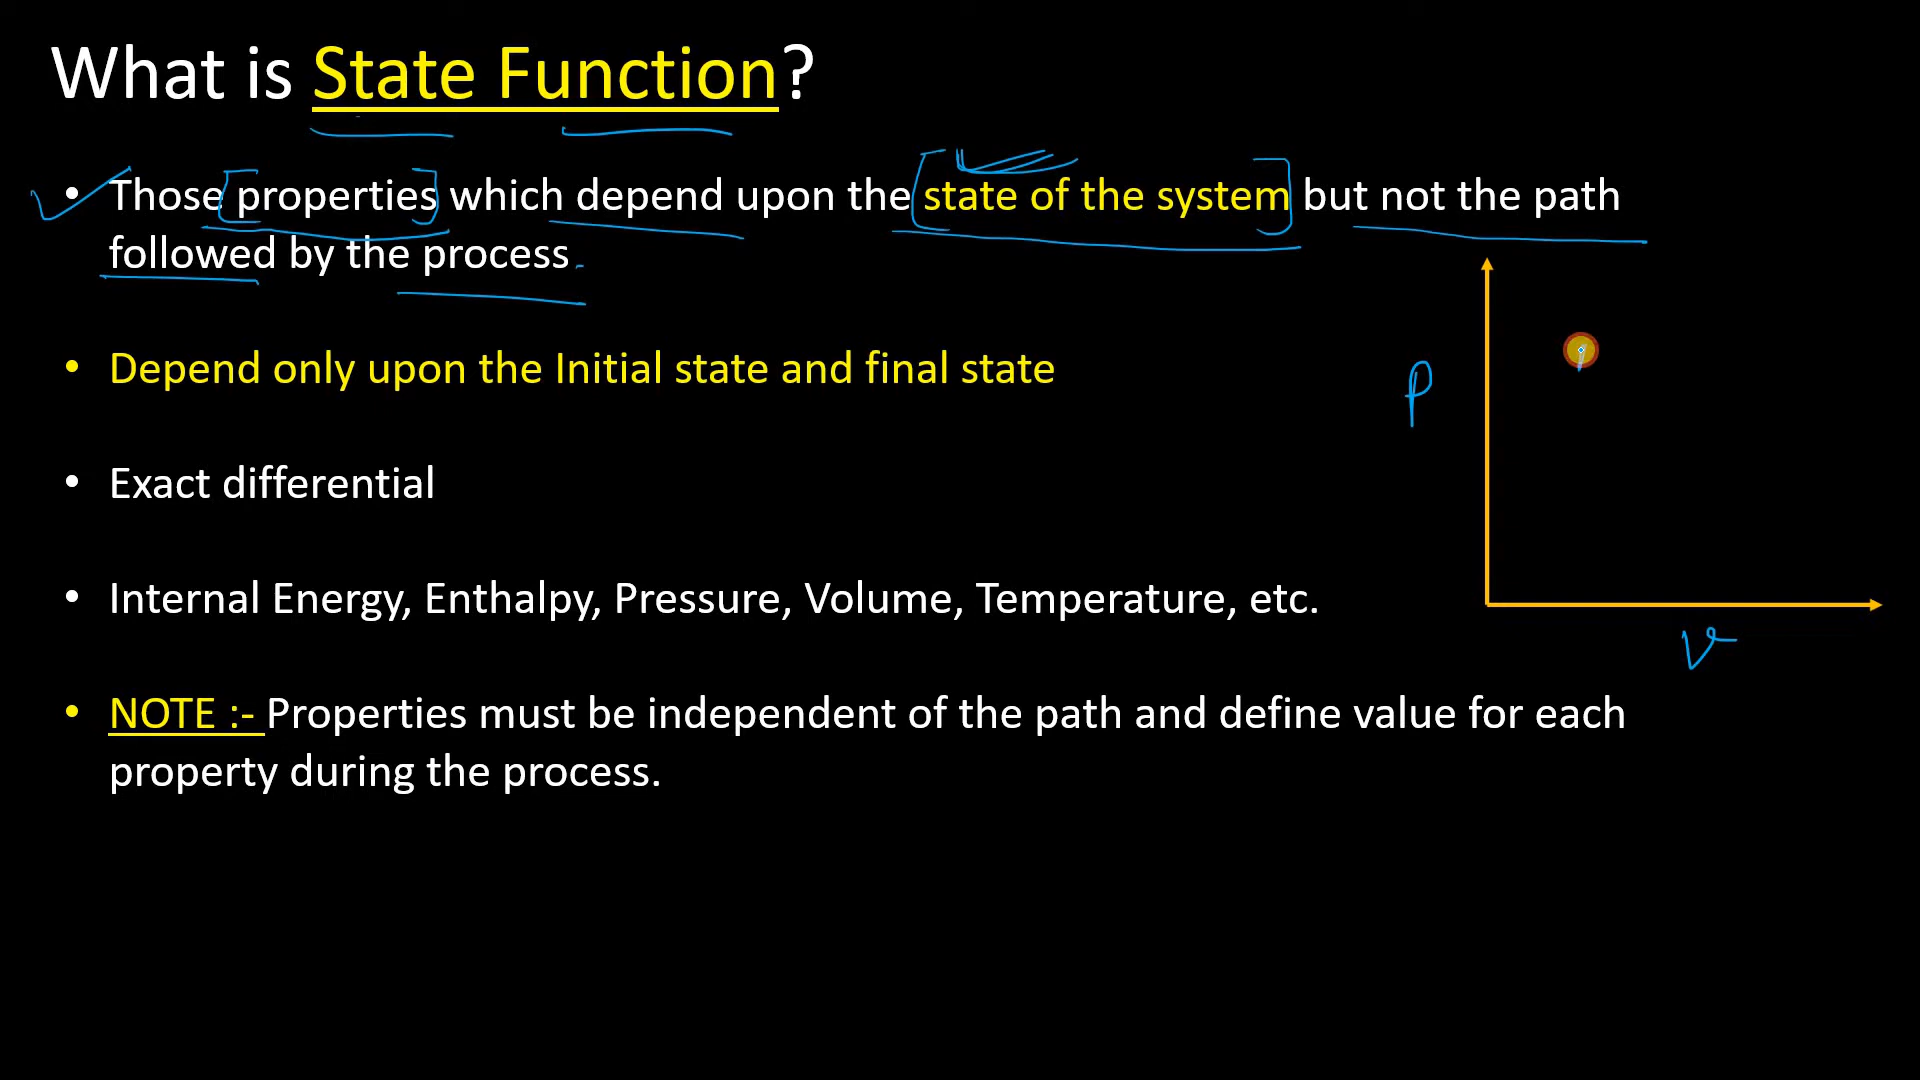 What is State Function?
• Those properties which depend upon the state of the system but not the path
followed by the process
• Depend only upon the Initial state and final state
• Exact differential
• Internal Energy, Enthalpy, Pressure, Volume, Temperature, etc.
• NOTE :- Properties must be independent of the path and define value for each
property during the process.
P
V